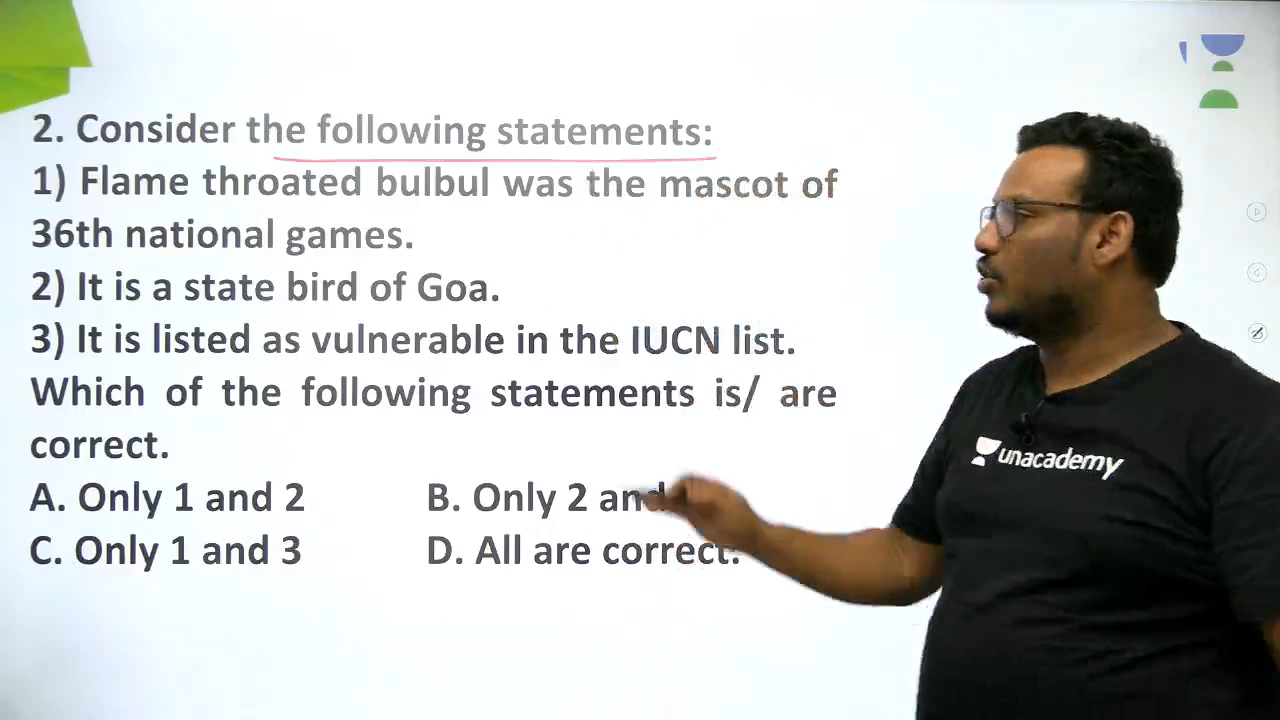 2. Consider the following statements:
1) Flame throated bulbul was the mascot of
36th national games.
2) It is a state bird of Goa.
3) It is listed as vulnerable in the IUCN list.
Which of the following statements is/ are
correct.
A. Only 1 and 2 B. Only 2 and
C. Only 1 and 3 D. All are correct.
unacademy